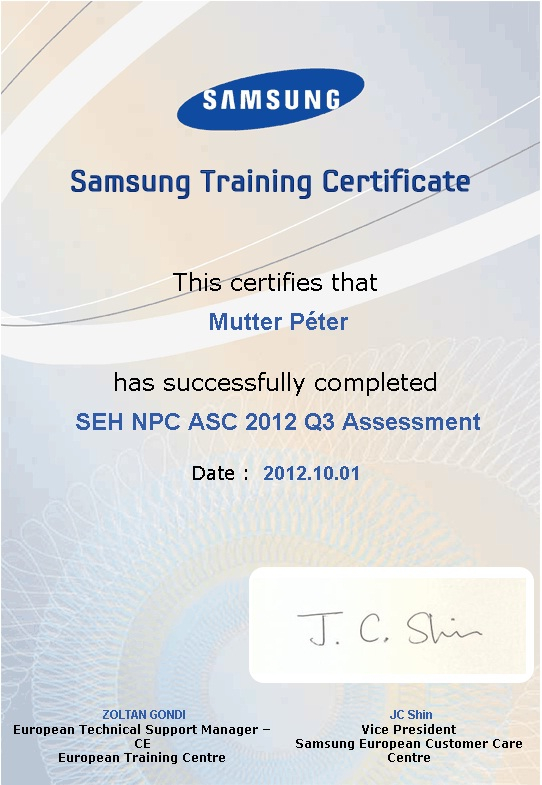 SAMSUNG
Samsung Training Certificate
This certifies that
Mutter Péter
has successfully completed
SEH NPC ASC 2012 Q3 Assessment
Date : 2012.10.01
J. C. Shin
ZOLTAN GONDI
European Technical Support Manager –
CE
European Training Centre
JC Shin
Vice President
Samsung European Customer Care
Centre